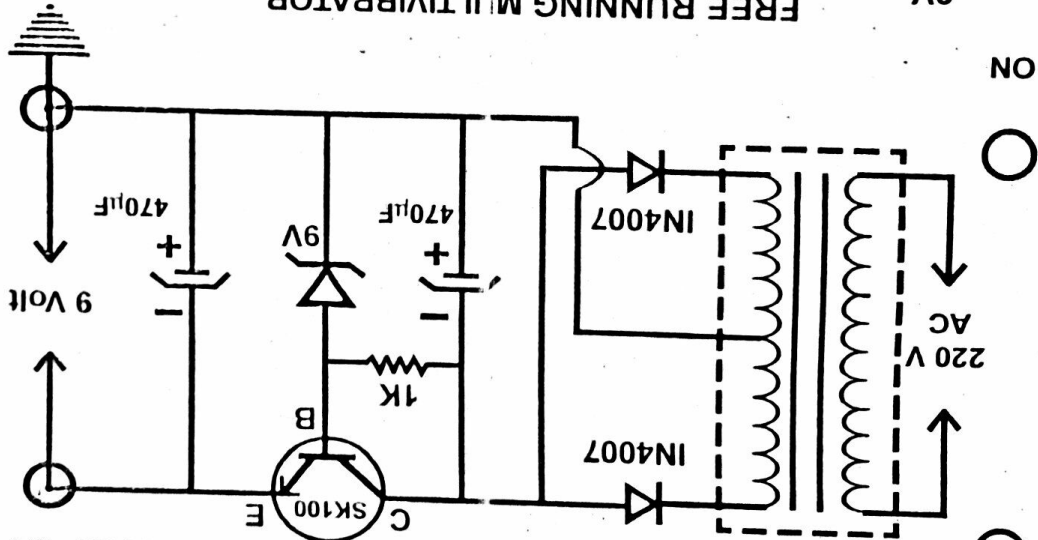 C
SK100
E
IN4007
B
1K
220 V
AC
−
−
9 Volt
+
+
9V
IN4007
470µF
470µF
ON
FREE RUNNING MULTIVIBRATOR